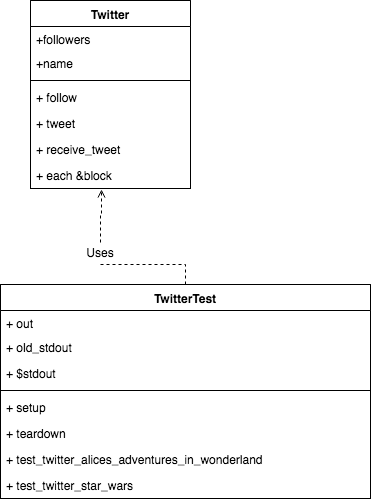 Twitter
+followers
+name
+ follow
+ tweet
+ receive_tweet
+ each &block
Uses
TwitterTest
+ out
+ old_stdout
+ $stdout
+ setup
+ teardown
+ test_twitter_alices_adventures_in_wonderland
+ test_twitter_star_wars